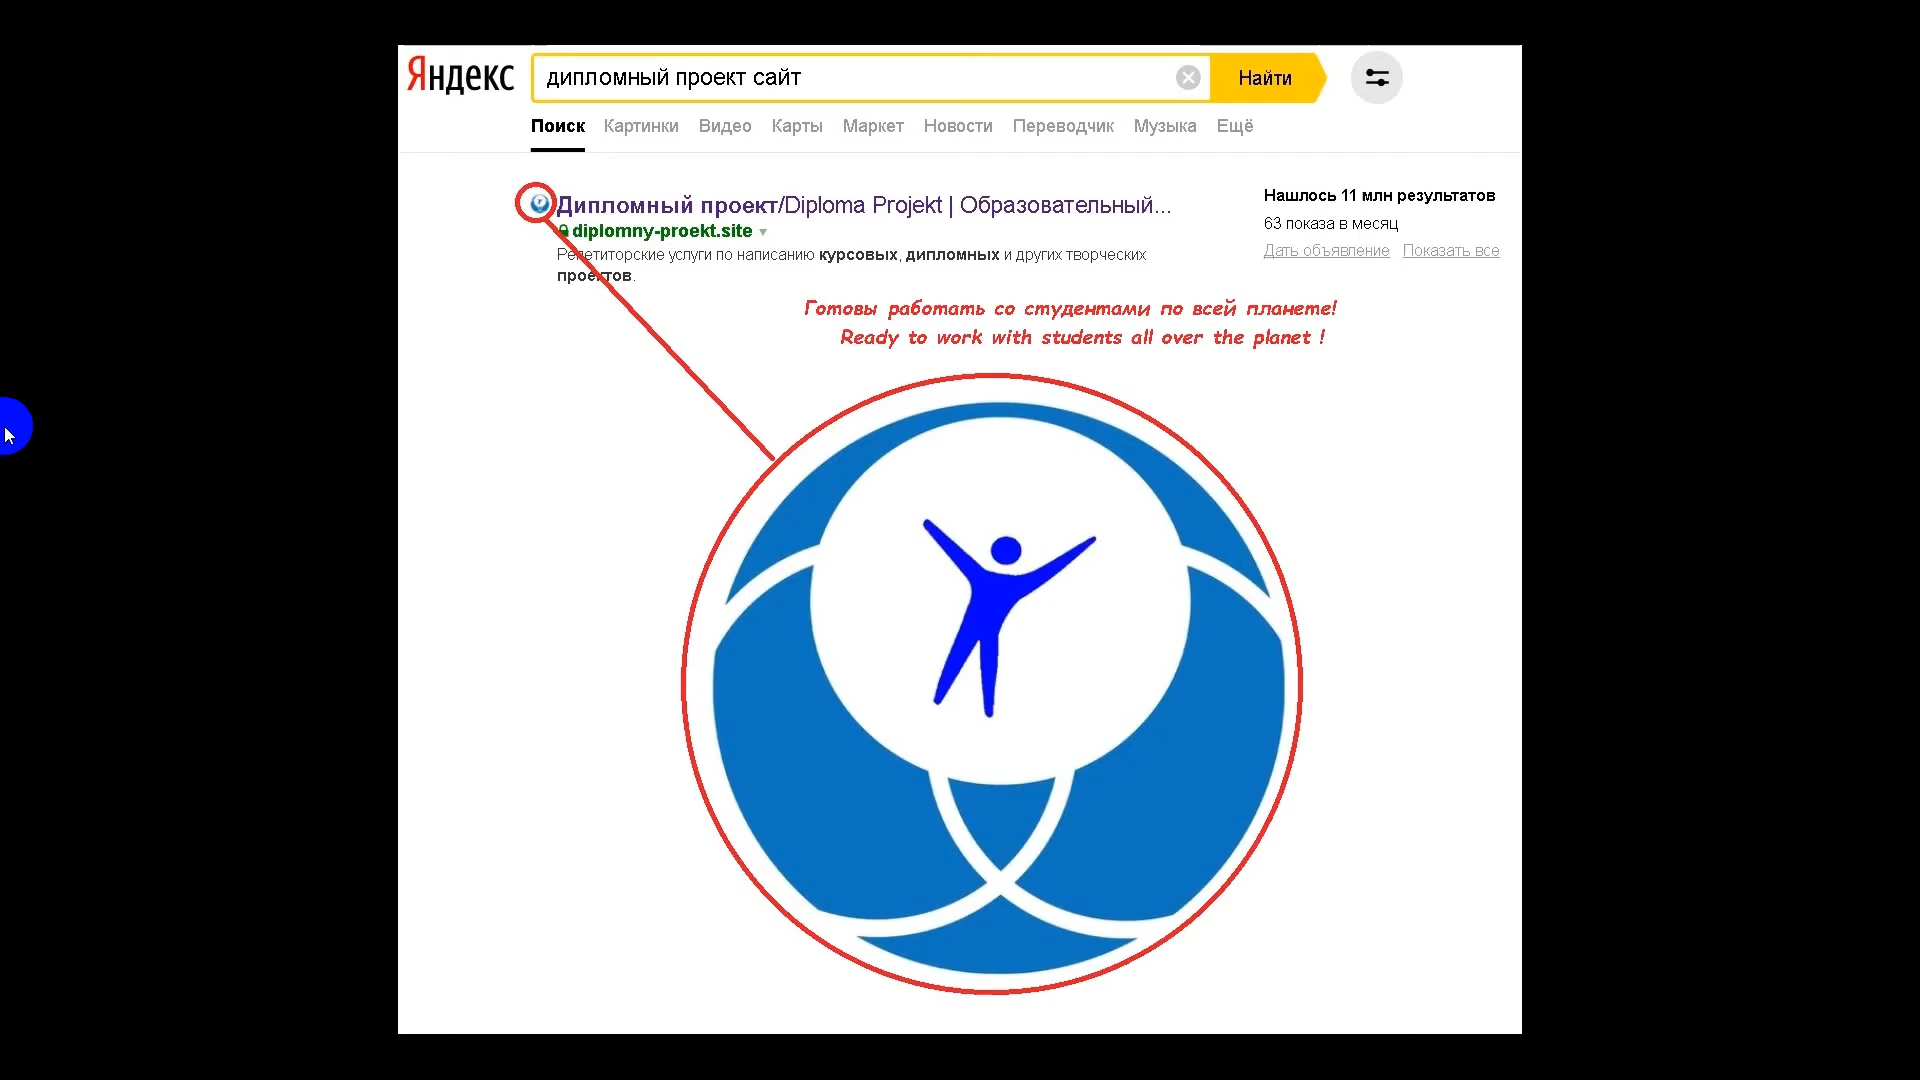 Яндекс
дипломный проект сайт
Найти
Поиск Картинки Видео Карты Маркет Новости Переводчик Музыка Ещё
Дипломный проект/Diploma Projekt | Образовательный...
diplomny-proekt.site
Репетиторские услуги по написанию курсовых, дипломных и других творческих
проектов.
Нашлось 11 млн результатов
63 показа в месяц
Дать объявление Показать все
Готовы работать со студентами по всей планете!
Ready to work with students all over the planet !